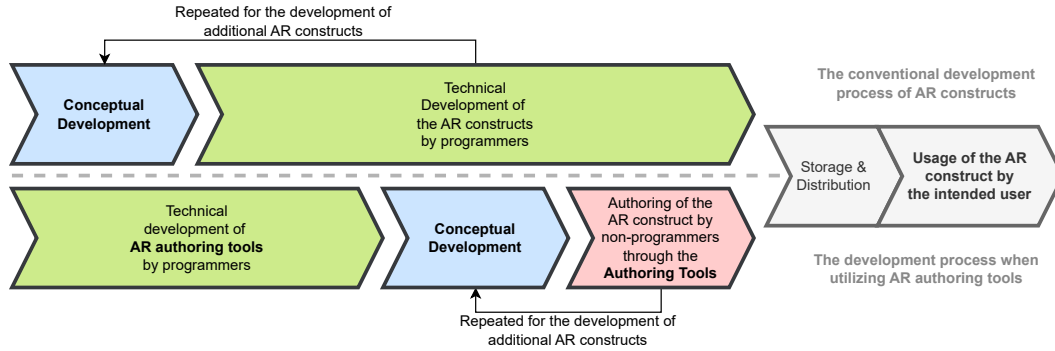 Repeated for the development of
additional AR constructs
Conceptual
Development
Technical
Development of
the AR constructs
by programmers
The conventional development
process of AR constructs
Storage &
Distribution
Usage of the AR
construct by
the intended user
Technical
development of
AR authoring tools
by programmers
Conceptual
Development
Authoring of the
AR construct by
non-programmers
through the
Authoring Tools
The development process when
utilizing AR authoring tools
Repeated for the development of
additional AR constructs